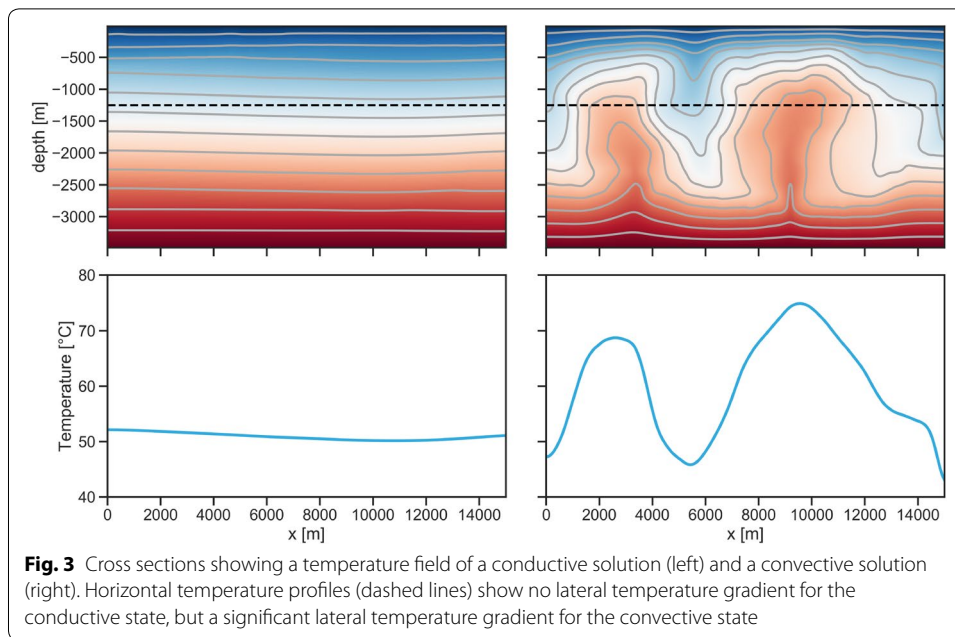 −500
−1000
−1500
−2000
−2500
−3000
depth [m]
80
70
60
50
40
Temperature [°C]
0 2000 4000 6000 8000 10000 12000 14000
x [m]
0 2000 4000 6000 8000 10000 12000 14000
x [m]
Fig. 3 Cross sections showing a temperature field of a conductive solution (left) and a convective solution
(right). Horizontal temperature profiles (dashed lines) show no lateral temperature gradient for the
conductive state, but a significant lateral temperature gradient for the convective state